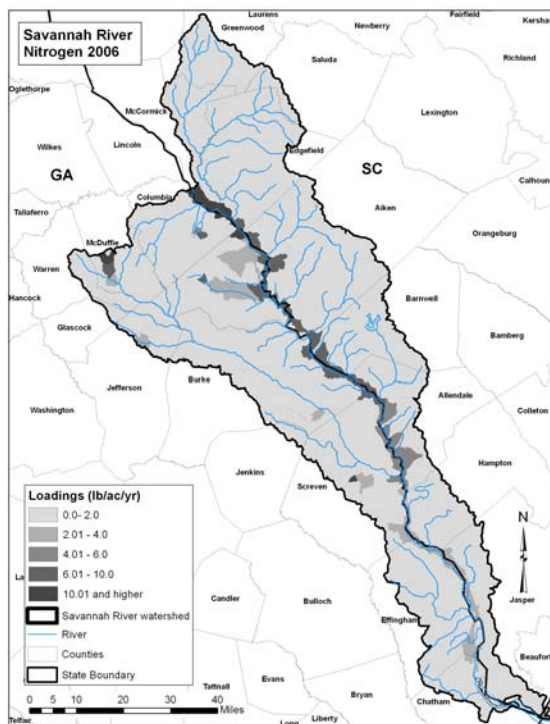 Savannah River
Nitrogen 2006
Laurens
Greenwood
Newberry
Fairfield
Kersha
Saluda
Richland
Oglethorpe
McCormick
Lexington
Wilkes
Lincoln
Edgefield
GA
SC
Calhou
Columbia
Aiken
Taliaferro
McDuffie
Orangeburg
Warren
Hancock
Barnwell
Glascock
Bamberg
Jefferson
Burke
Washington
Allendale
Colleton
Hampton
Jenkins
Screven
Loadings (lb/ac/yr)
0.0- 2.0
2.01 - 4.0
4.01 - 6.0
6.01 - 10.0
10.01 and higher
Savannah River watershed
River
Counties
State Boundary
N
Jasper
Candler
Bulloch
Effingham
Beaufort
Tattnall
Evans
Bryan
Chatham
Liberty
Long
Telfair
0 5 10 20 30 40
Miles